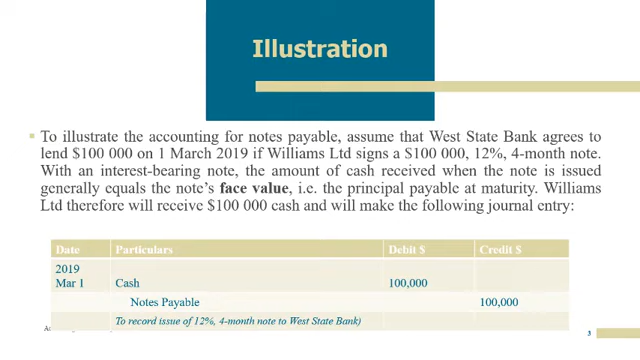 Illustration
To illustrate the accounting for notes payable, assume that West State Bank agrees to
lend $100 000 on 1 March 2019 if Williams Ltd signs a $100 000, 12%, 4-month note.
With an interest-bearing note, the amount of cash received when the note is issued
generally equals the note's face value, i.e. the principal payable at maturity. Williams
Ltd therefore will receive $100 000 cash and will make the following journal entry:
Date Particulars Debit $ Credit $
2019
Mar 1 Cash 100,000
Notes Payable 100,000
To record issue of 12%, 4-month note to West State Bank)
3